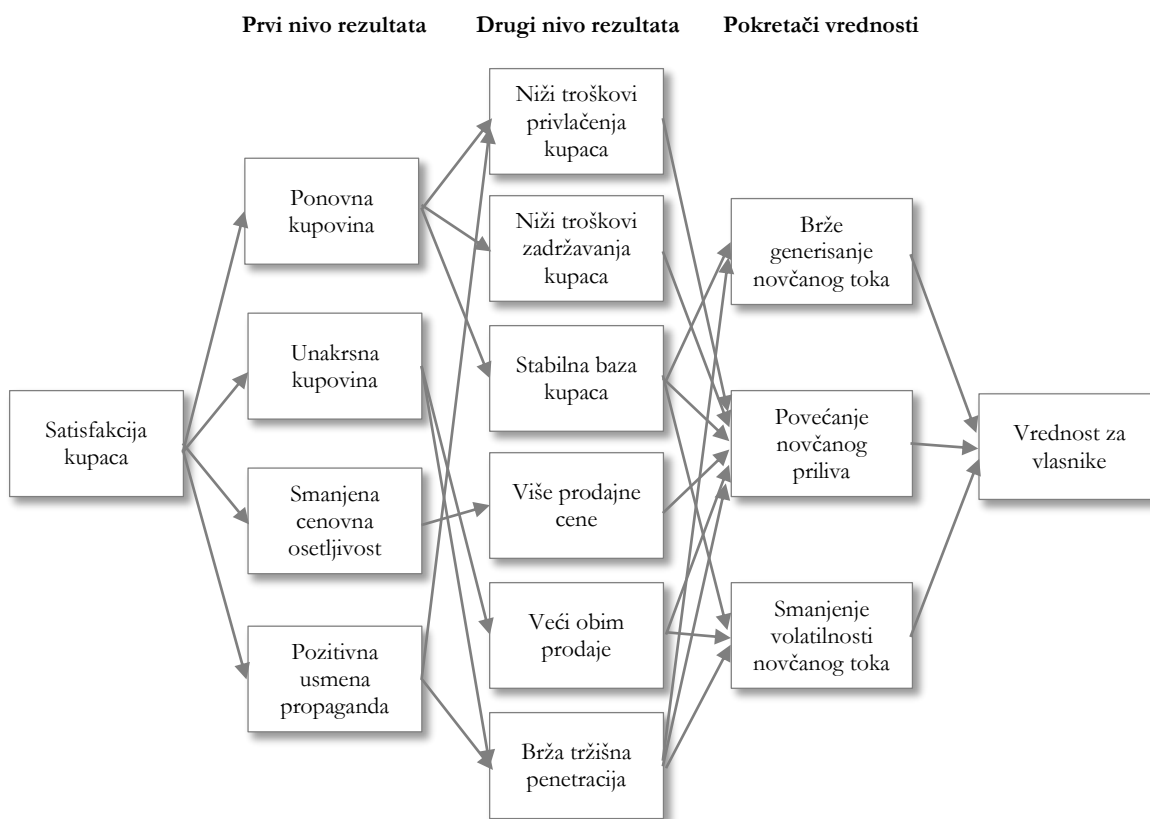 Prvi nivo rezultata
Drugi nivo rezultata
Pokretači vrednosti
Satisfakcija
kupaca
Ponovna
kupovina
Unakrsna
kupovina
Smanjena
cenovna
osetljivost
Pozitivna
usmena
propaganda
Niži troškovi
privlačenja
kupaca
Niži troškovi
zadržavanja
kupaca
Stabilna baza
kupaca
Više prodajne
cene
Veći obim
prodaje
Brža tržišna
penetracija
Brže
generisanje
novčanog toka
Povećanje
novčanog
priliva
Smanjenje
volatilnosti
novčanog toka
Vrednost za
vlasnike